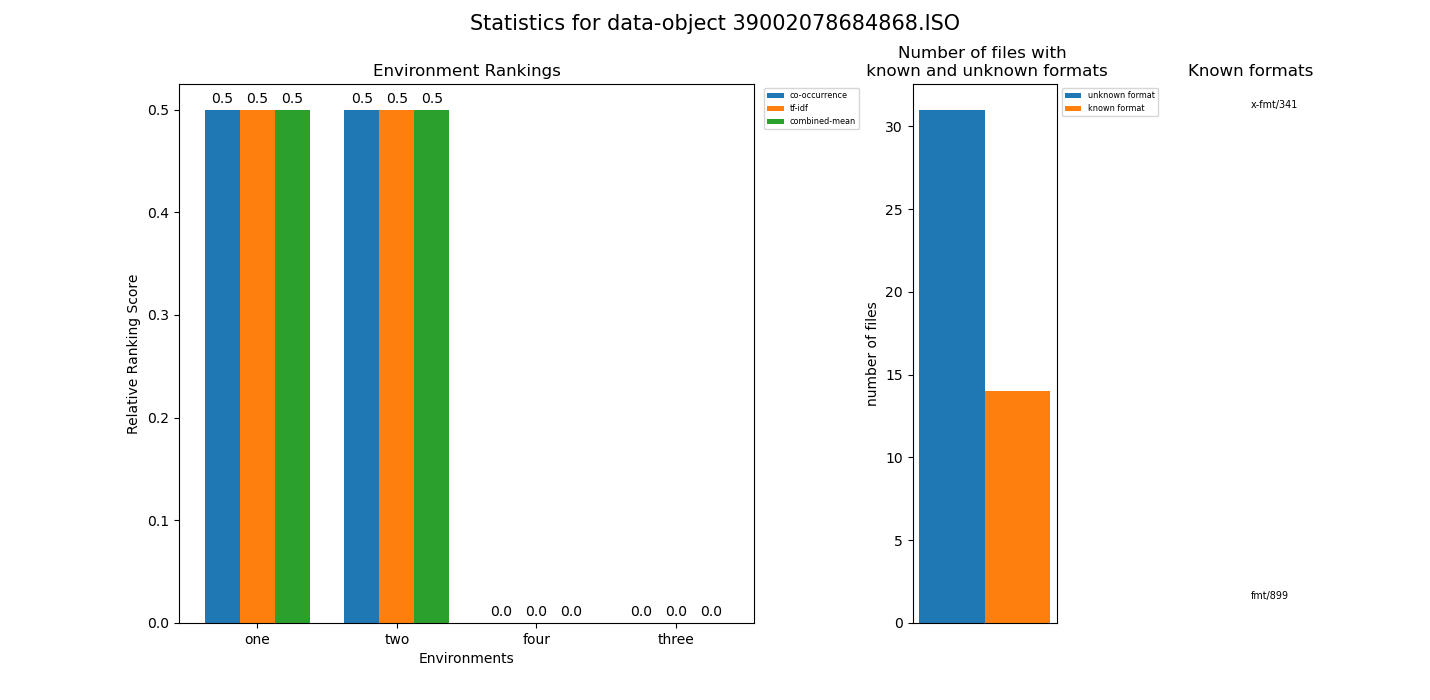 Statistics for data-object 39002078684868.ISO
Environment Rankings
0.5 0.5 0.5 0.5 0.5 0.5
0.0 0.0 0.0 0.0 0.0 0.0
0.5
0.4
0.3
0.2
0.1
0.0
Relative Ranking Score
one two four three
Environments
co-occurrence
tf-idf
combined-mean
Number of files with
known and unknown formats
30
25
20
15
10
5
0
number of files
unknown format
known format
Known formats
x-fmt/341
fmt/899